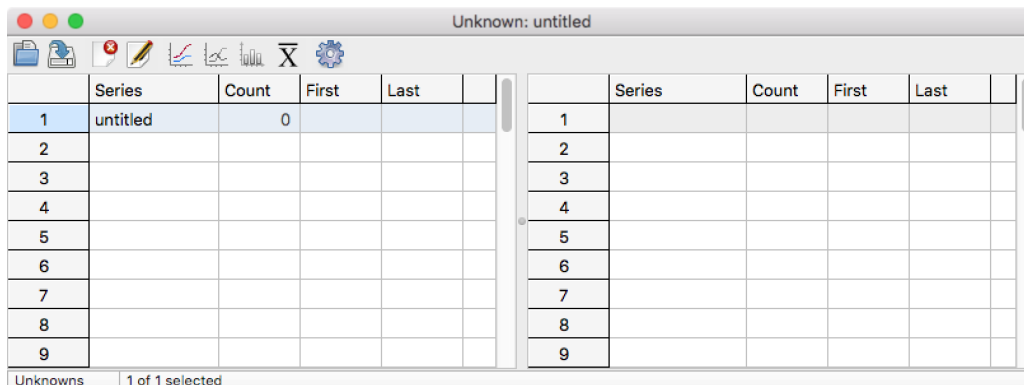 Unknown: untitled
X
Series Count First Last Series Count First Last
1 untitled 0 1
2 2
3 3
4 4
5 5
6 6
7 7
8 8
9 9
Unknowns 1 of 1 selected